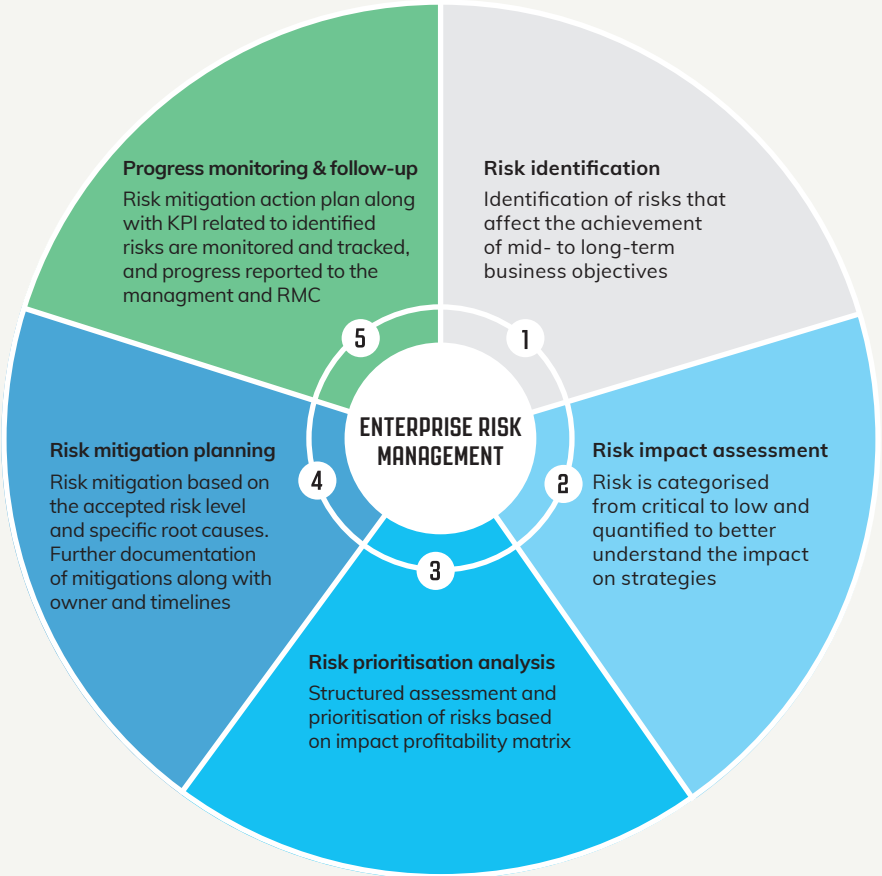 ENTERPRISE RISK
MANAGEMENT
1
Risk identification
Identification of risks that
affect the achievement
of mid- to long-term
business objectives
2
Risk impact assessment
Risk is categorised
from critical to low and
quantified to better
understand the impact
on strategies
3
Risk prioritisation analysis
Structured assessment and
prioritisation of risks based
on impact profitability matrix
4
Risk mitigation planning
Risk mitigation based on
the accepted risk level
and specific root causes.
Further documentation
of mitigations along with
owner and timelines
5
Progress monitoring & follow-up
Risk mitigation action plan along
with KPI related to identified
risks are monitored and tracked,
and progress reported to the
managment and RMC